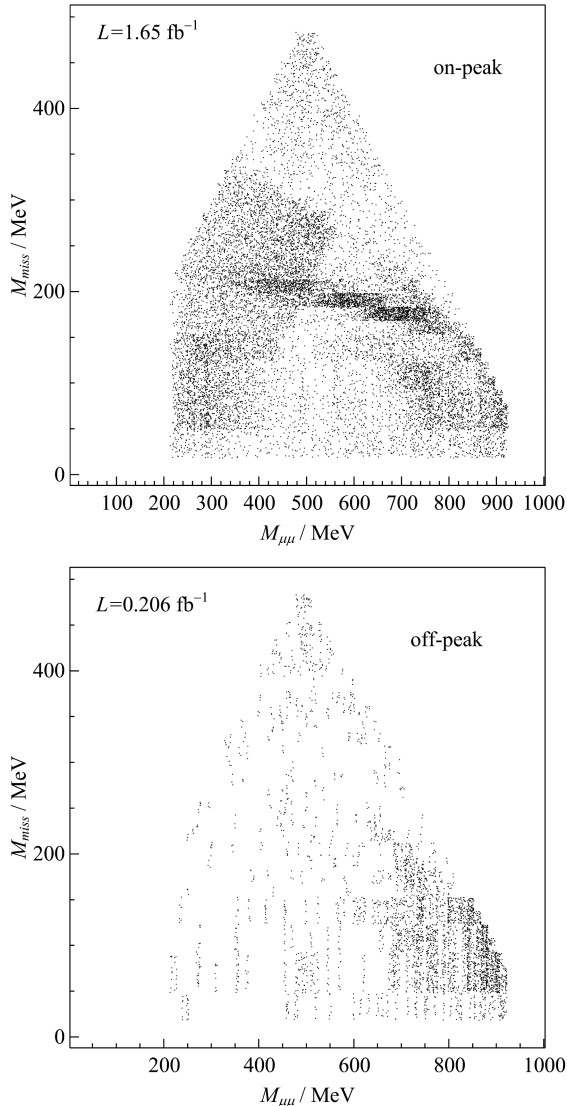 L=1.65 fb⁻¹
on-peak
400
300
200
100
0
M_miss / MeV
100 200 300 400 500 600 700 800 900 1000
M_μμ / MeV
L=0.206 fb⁻¹
off-peak
400
200
0
M_miss / MeV
200 400 600 800 1000
M_μμ / MeV